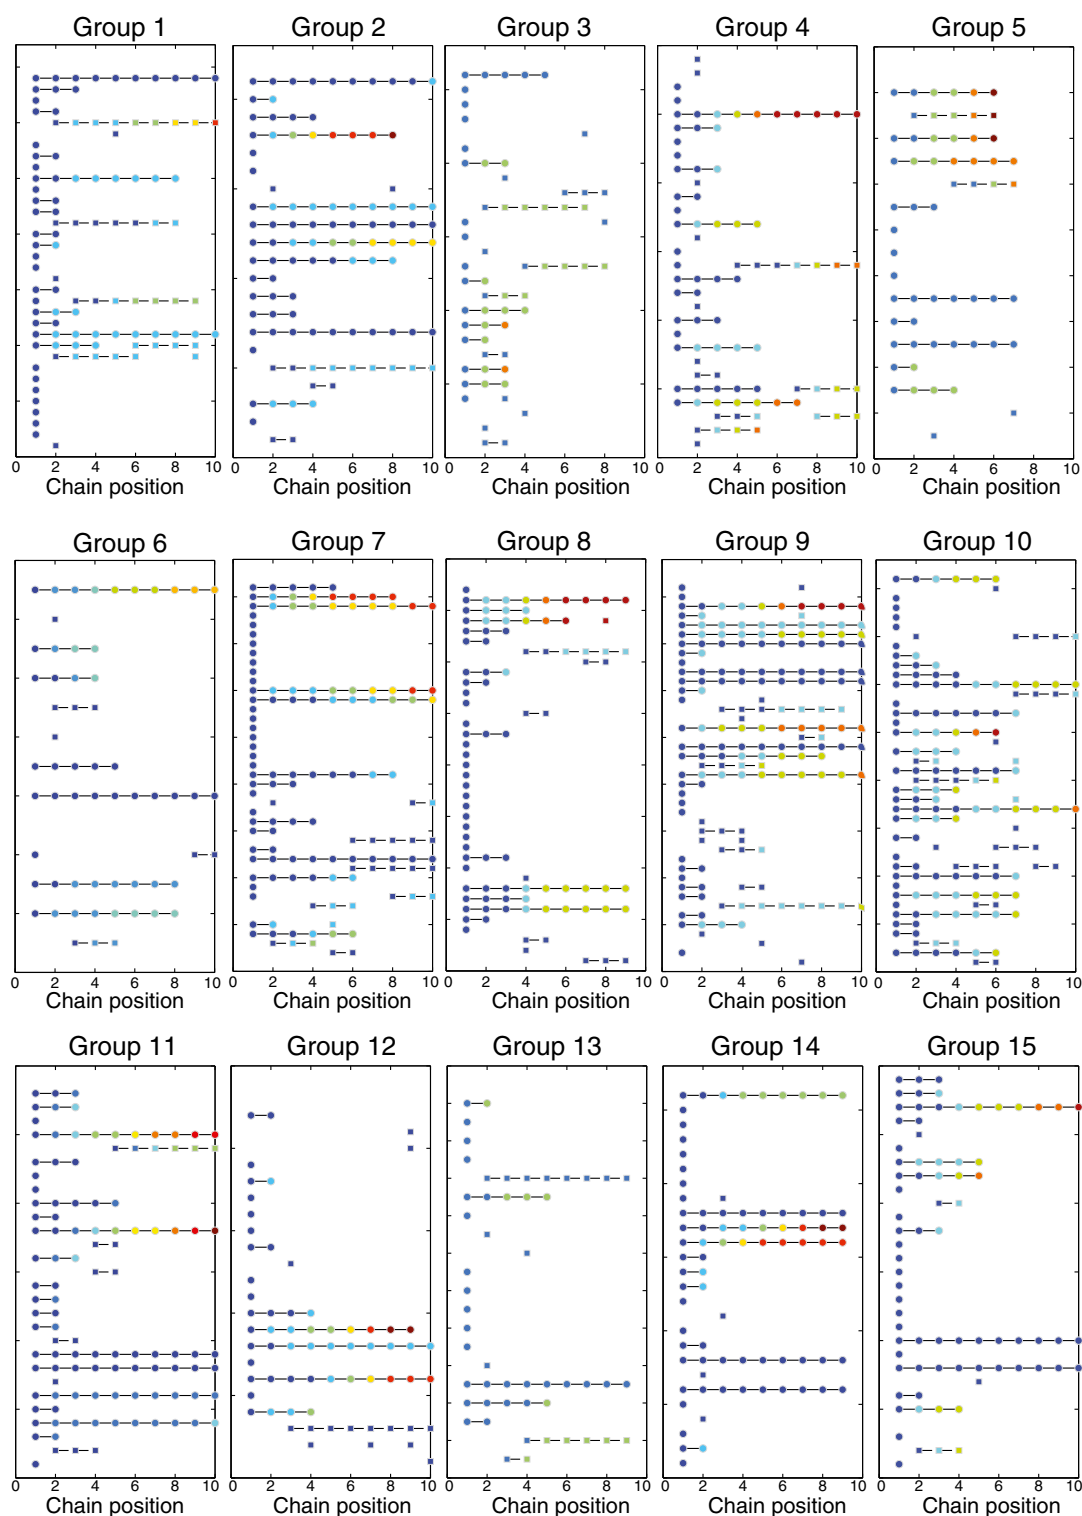 Group 1 Group 2 Group 3 Group 4 Group 5
0 2 4 6 8 10 0 2 4 6 8 10 0 2 4 6 8 10 0 2 4 6 8 10 0 2 4 6 8 10
Chain position Chain position Chain position Chain position Chain position
Group 6 Group 7 Group 8 Group 9 Group 10
0 2 4 6 8 10 0 2 4 6 8 10 0 2 4 6 8 10 0 2 4 6 8 10 0 2 4 6 8 10
Chain position Chain position Chain position Chain position Chain position
Group 11 Group 12 Group 13 Group 14 Group 15
0 2 4 6 8 10 0 2 4 6 8 10 0 2 4 6 8 10 0 2 4 6 8 10 0 2 4 6 8 10
Chain position Chain position Chain position Chain position Chain position